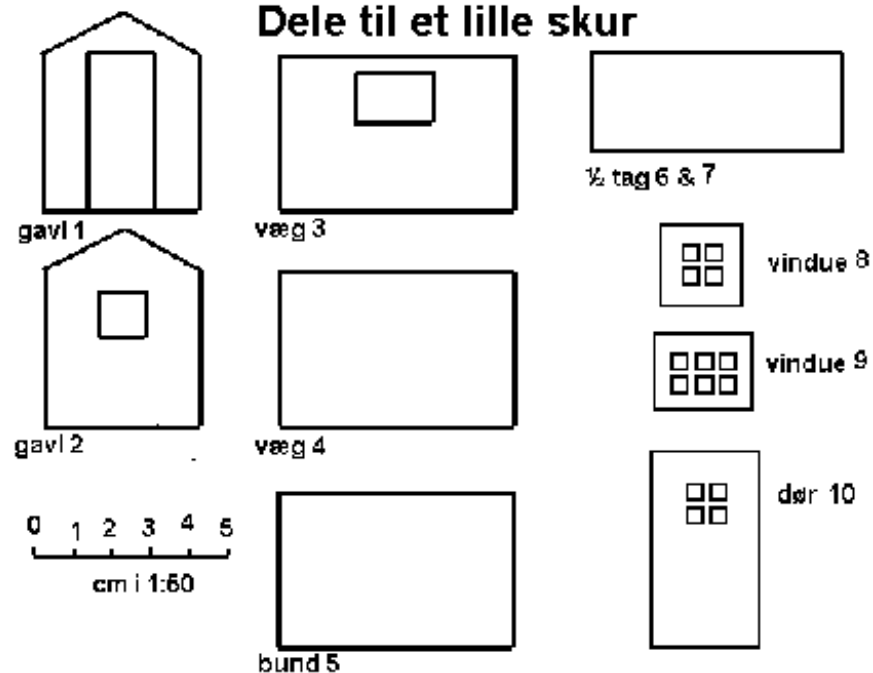 Dele til et lille skur
gavl 1
væg 3
½ tag 6 & 7
vindue 8
gavl 2
væg 4
vindue 9
0 1 2 3 4 5
cm i 1:50
dør 10
bund 5